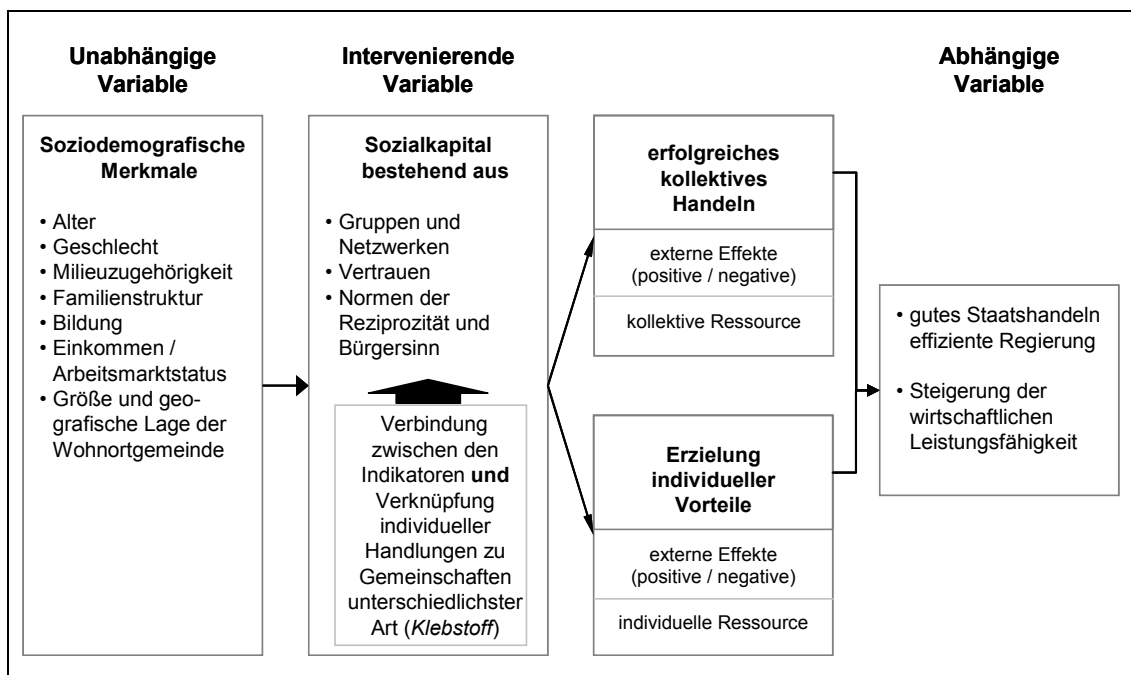 Unabhängige
Variable
Soziodemografische
Merkmale
• Alter
• Geschlecht
• Milieuzugehörigkeit
• Familienstruktur
• Bildung
• Einkommen /
Arbeitsmarktstatus
• Größe und geo-
grafische Lage der
Wohnortgemeinde
Intervenierende
Variable
Sozialkapital
bestehend aus
• Gruppen und
Netzwerken
• Vertrauen
• Normen der
Reziprozität und
Bürgersinn
Verbindung
zwischen den
Indikatoren und
Verknüpfung
individueller
Handlungen zu
Gemeinschaften
unterschiedlichster
Art (Klebstoff)
erfolgreiches
kollektives
Handeln
externe Effekte
(positive / negative)
kollektive Ressource
Erzielung
individueller
Vorteile
externe Effekte
(positive / negative)
individuelle Ressource
Abhängige
Variable
• gutes Staatshandeln
effiziente Regierung
• Steigerung der
wirtschaftlichen
Leistungsfähigkeit